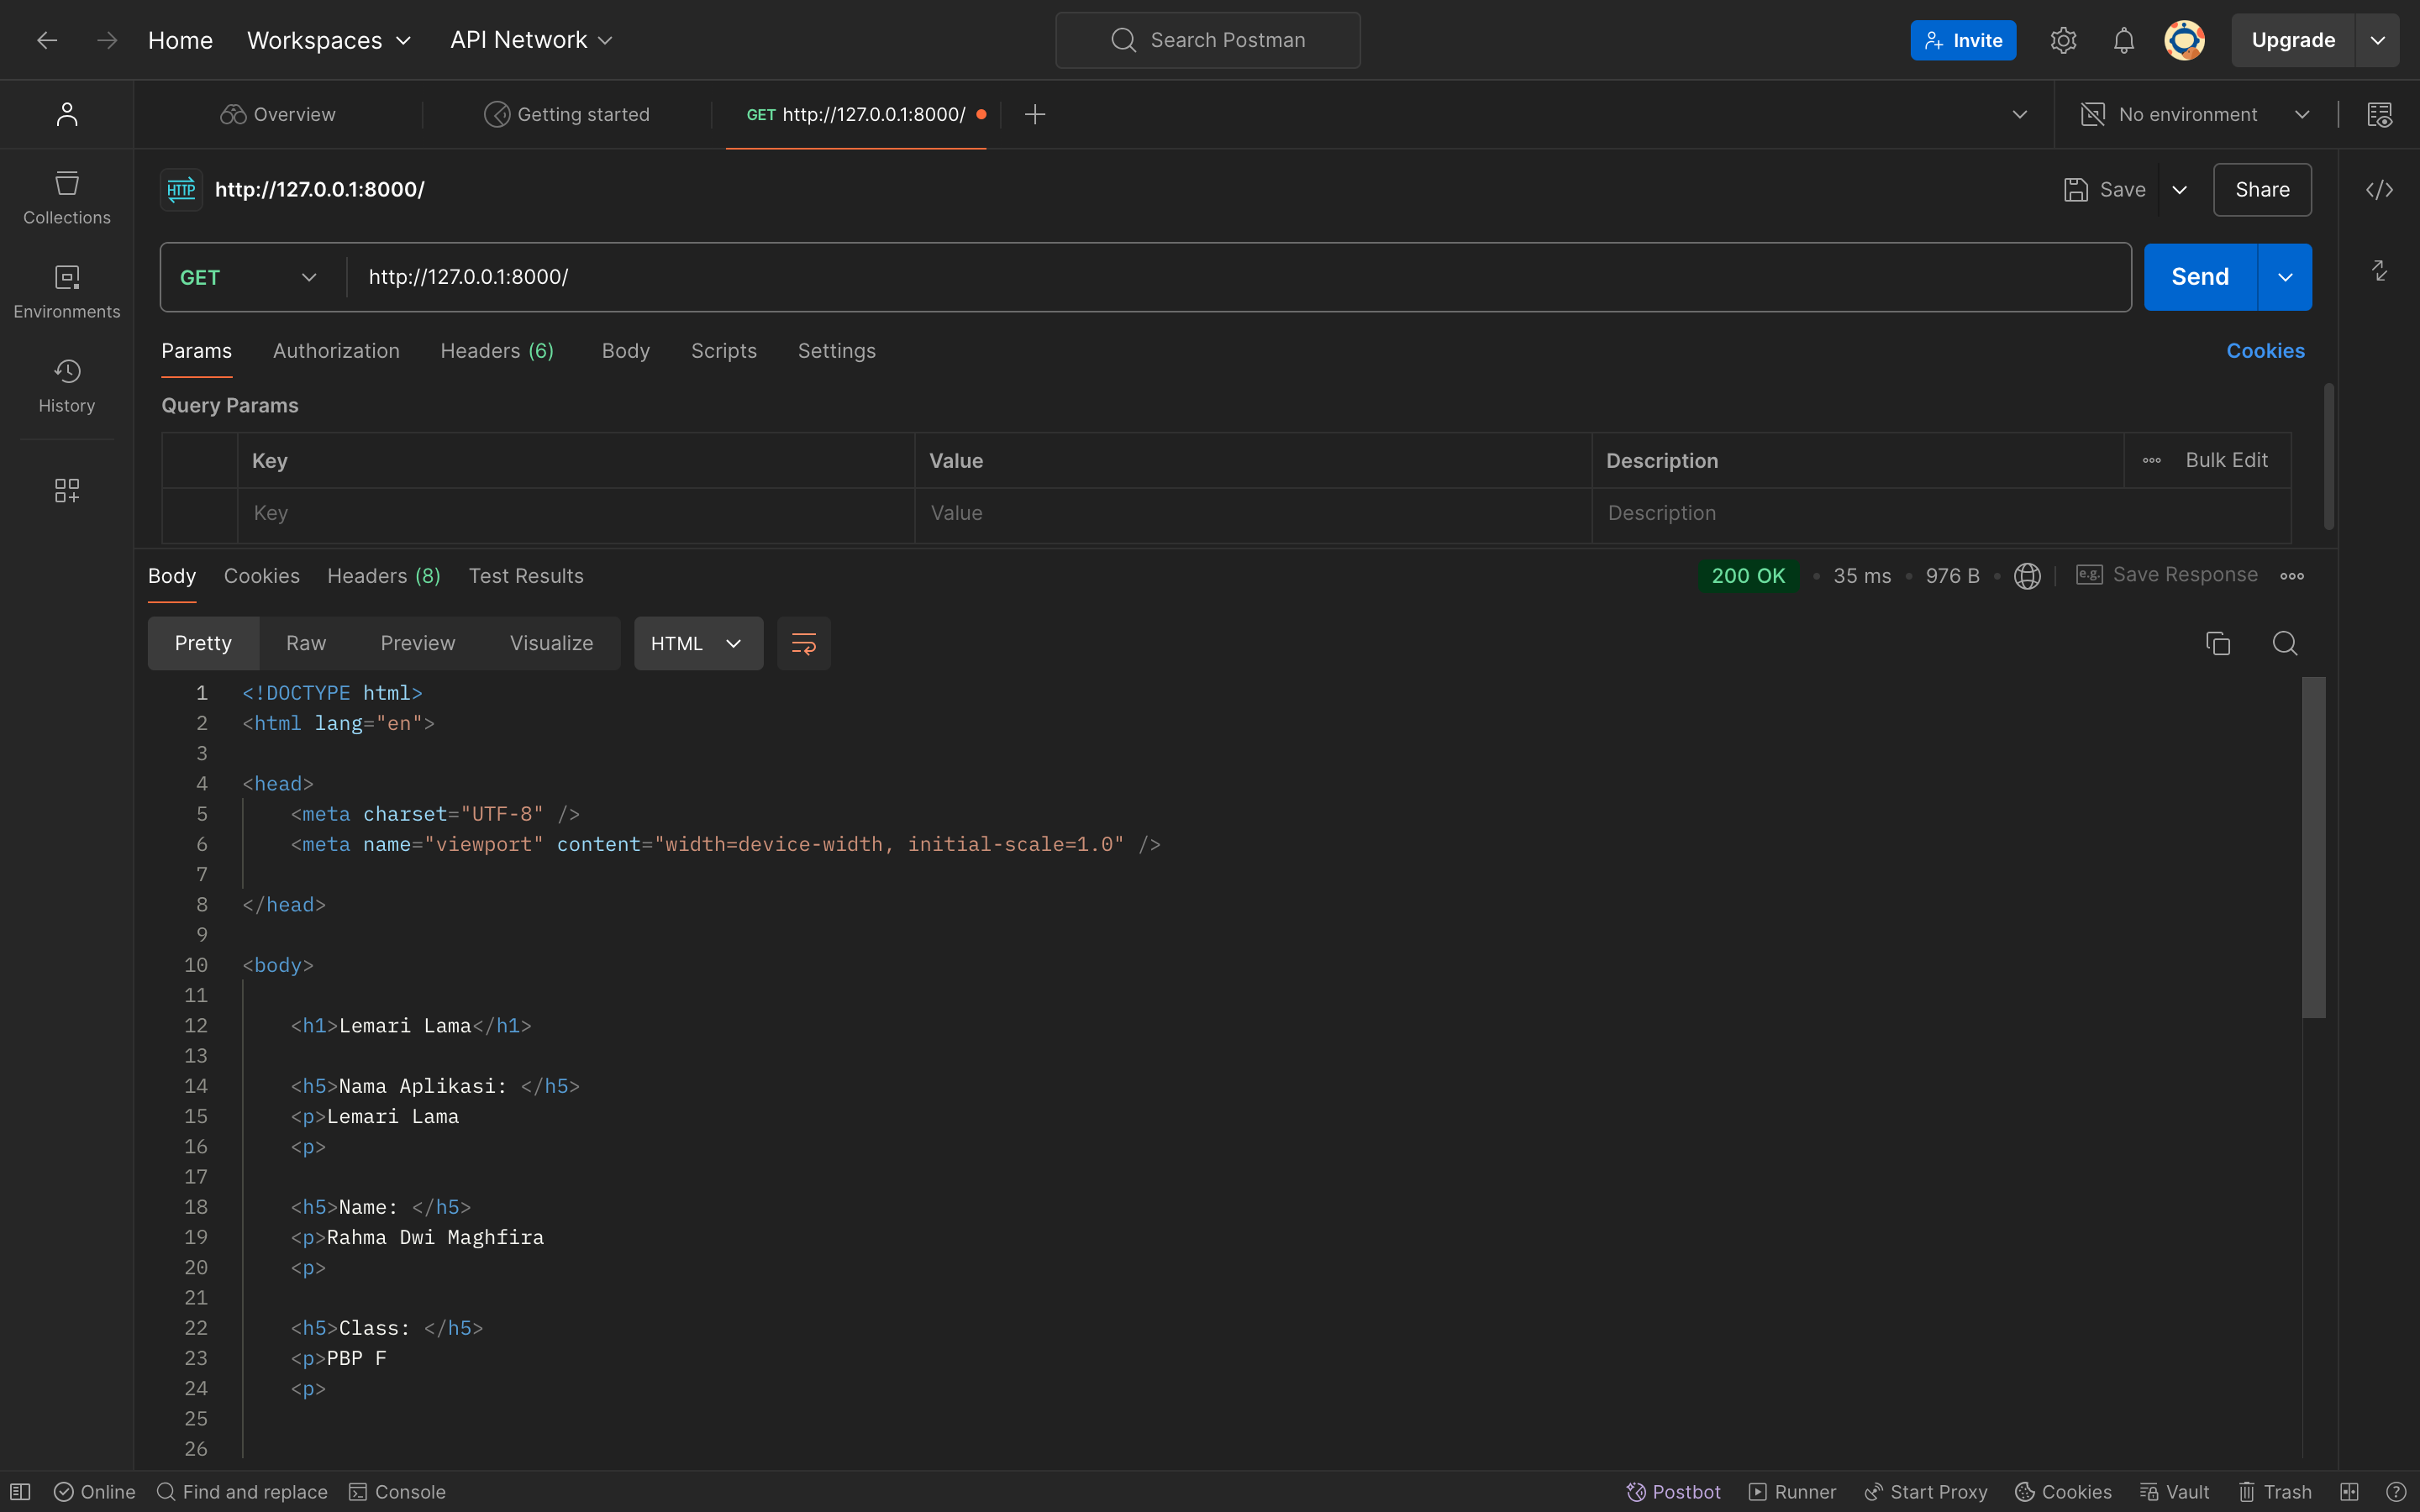 Home Workspaces API Network Search Postman Invite Upgrade
Overview Getting started GET http://127.0.0.1:8000/ No environment
HTTP http://127.0.0.1:8000/ Save Share
Collections
GET http://127.0.0.1:8000/ Send
Environments
Params Authorization Headers (6) Body Scripts Settings Cookies
History
Query Params
Key Value Description Bulk Edit
Key Value Description
Body Cookies Headers (8) Test Results 200 OK 35 ms 976 B e.g. Save Response
Pretty Raw Preview Visualize HTML
1 <!DOCTYPE html>
2 <html lang="en">
3
4 <head>
5 <meta charset="UTF-8" />
6 <meta name="viewport" content="width=device-width, initial-scale=1.0" />
7
8 </head>
9
10 <body>
11
12 <h1>Lemari Lama</h1>
13
14 <h5>Nama Aplikasi: </h5>
15 <p>Lemari Lama
16 <p>
17
18 <h5>Name: </h5>
19 <p>Rahma Dwi Maghfira
20 <p>
21
22 <h5>Class: </h5>
23 <p>PBP F
24 <p>
25
26
Online Find and replace Console Postbot Runner Start Proxy Cookies Vault Trash